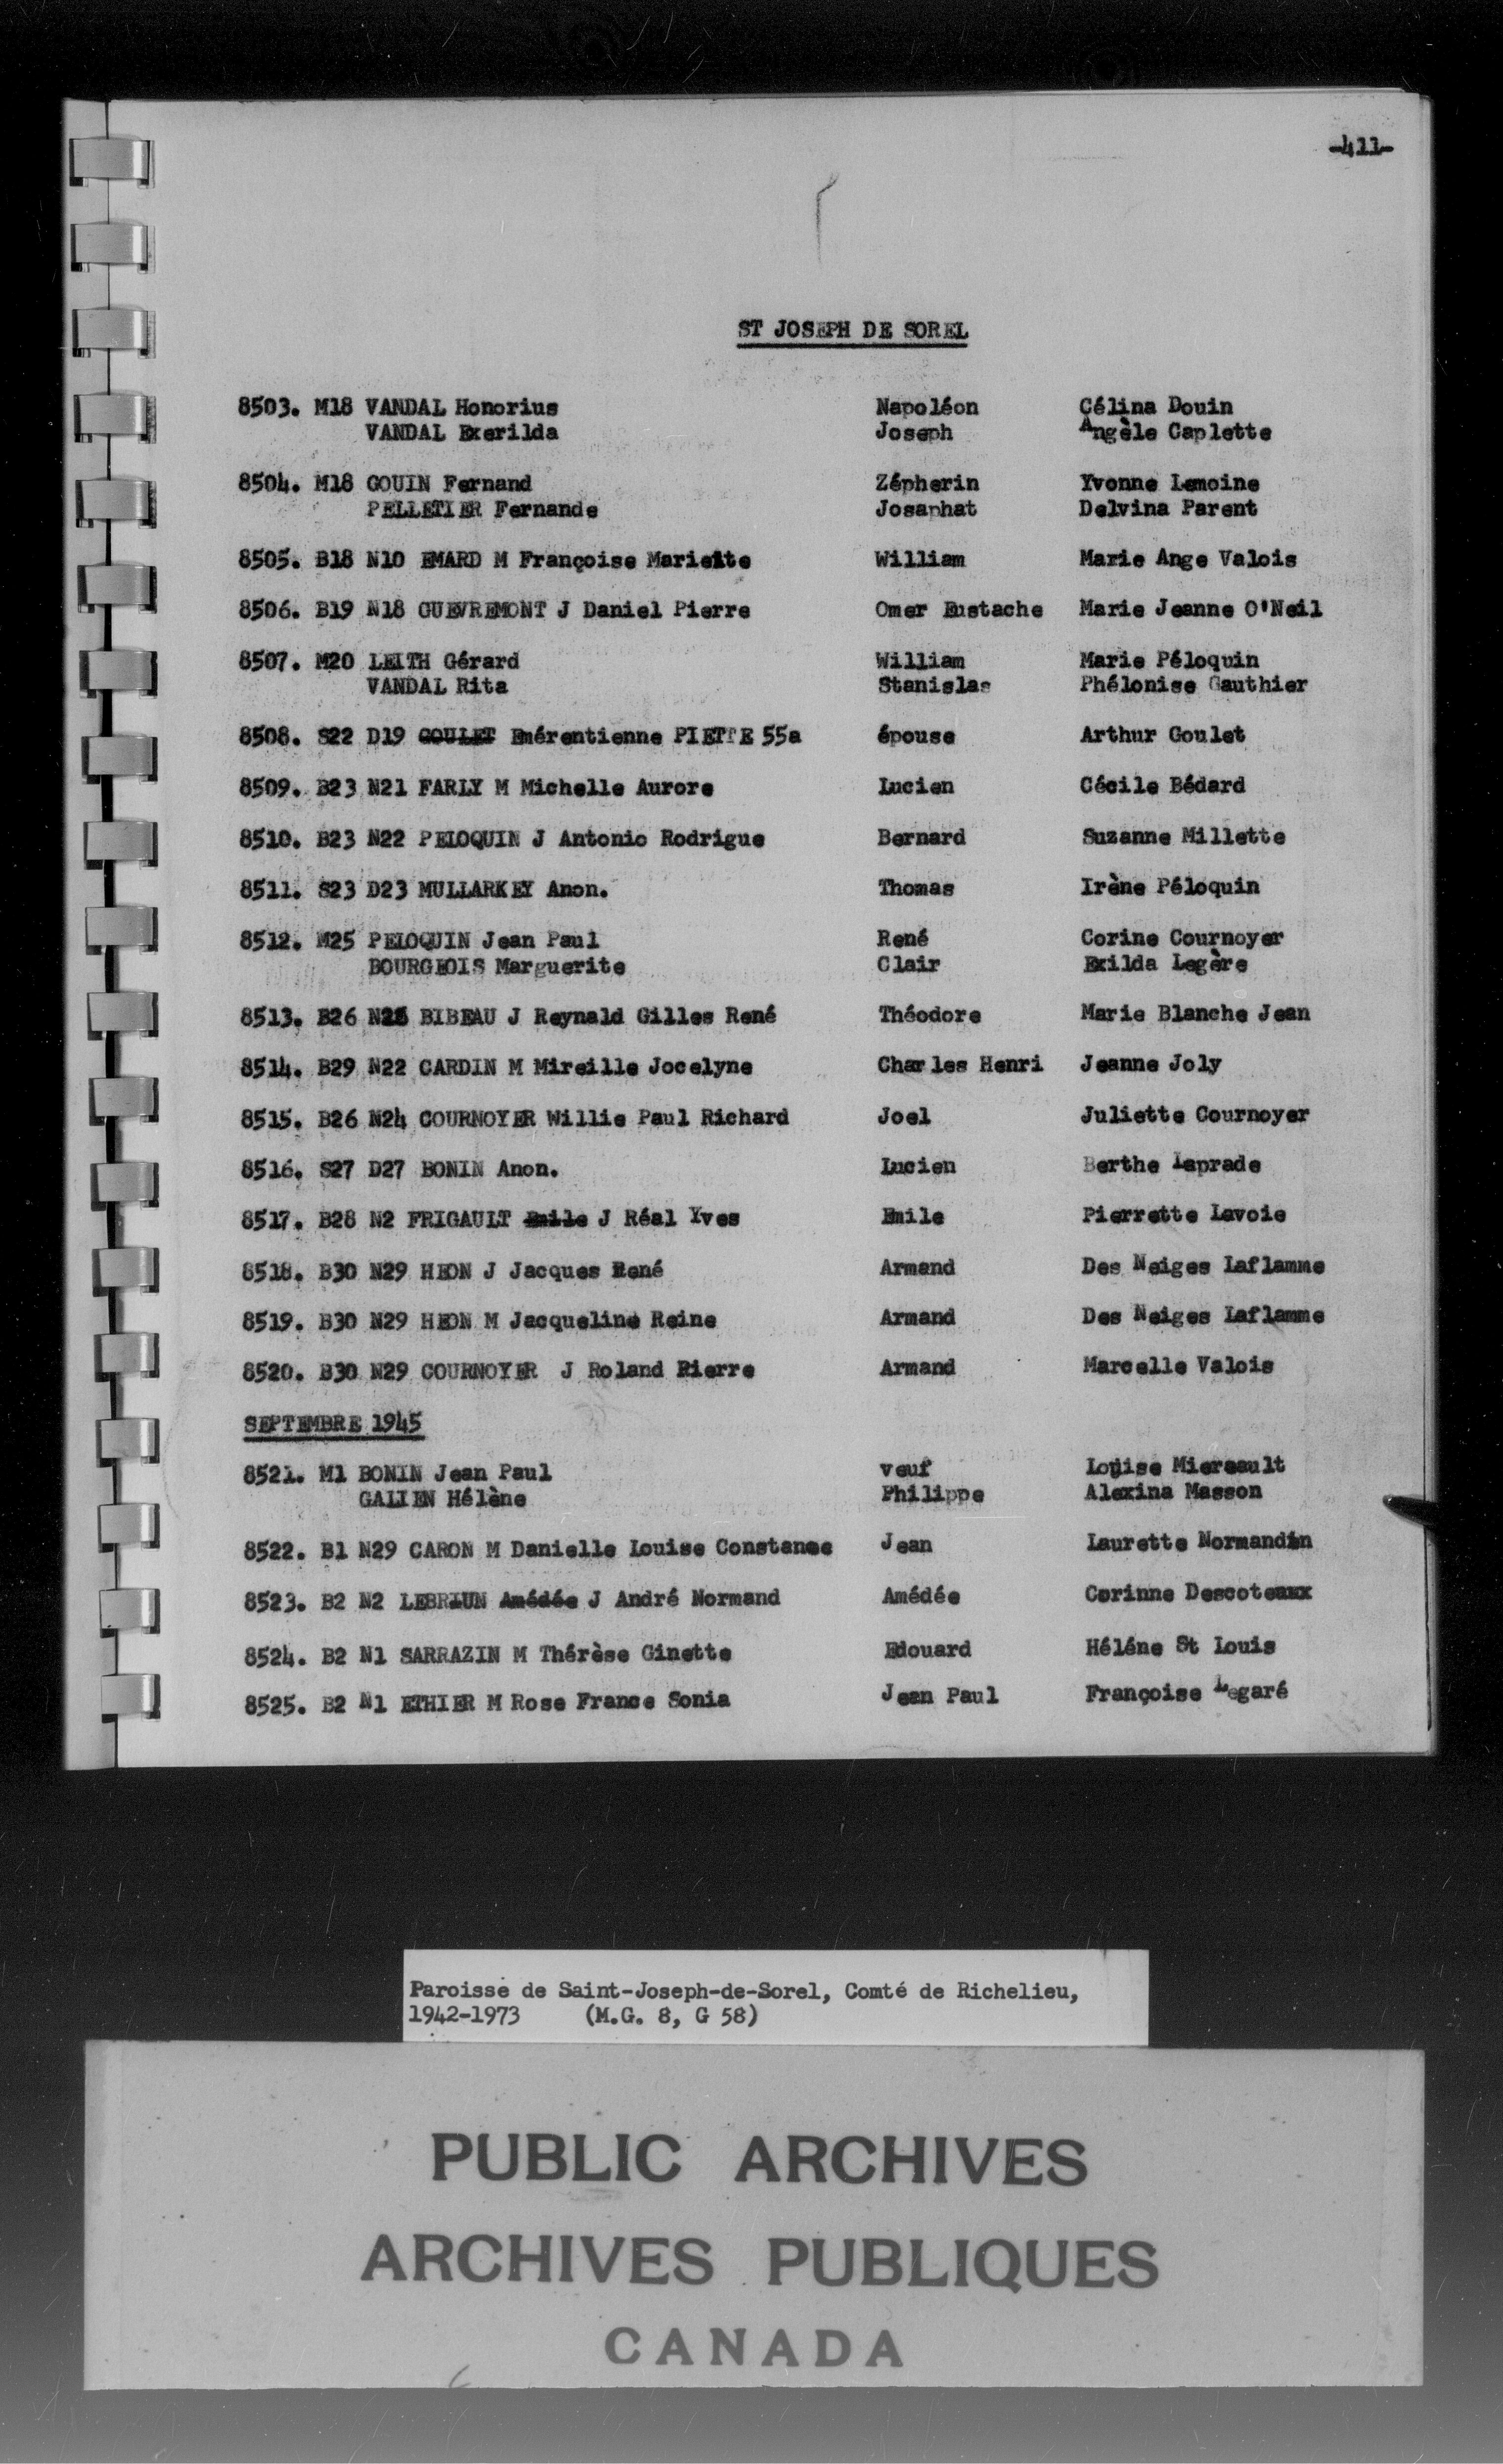 -411-
ST JOSEPH DE SOREL
8503. M18 VANDAL Honorius Napoléon Célina Douin
VANDAL Exerilda Joseph Angèle Caplette
8504. M18 GOUIN Fernand Zépherin Yvonne Lemoine
PELLETIER Fernande Josaphat Delvina Parent
8505. B18 N10 EMARD M Françoise Mariette William Marie Ange Valois
8506. B19 N18 GUEVREMONT J Daniel Pierre Omer Eustache Marie Jeanne O'Neil
8507. M20 LEITH Gérard William Marie Péloquin
VANDAL Rita Stanislas Phélonise Gauthier
8508. S22 D19 GOULET Emérentienne PIETTE 55a épouse Arthur Goulet
8509. B23 N21 FARLY M Michelle Aurore Lucien Cécile Bédard
8510. B23 N22 PELOQUIN J Antonio Rodrigue Bernard Suzanne Millette
8511. S23 D23 MULLARKEY Anon. Thomas Irène Péloquin
8512. M25 PELOQUIN Jean Paul René Corine Cournoyer
BOURGEOIS Marguerite Clair Exilda Legère
8513. B26 BIBEAU J Reynald Gilles René Théodore Marie Blanche Jean
8514. B29 N22 CARDIN M Mireille Jocelyne Charles Henri Jeanne Joly
8515. B26 N24 COURNOYER Willie Paul Richard Joel Juliette Cournoyer
8516. S27 D27 BONIN Anon. Lucien Berthe Laprade
8517. B28 N2 FRIGAULT Emile J Réal Yves Emile Pierrette Lavoie
8518. B30 N29 HEON J Jacques René Armand Des Neiges Laflamme
8519. B30 N29 HEON M Jacqueline Reine Armand Des Neiges Laflamme
8520. B30 N29 COURNOYER J Roland Pierre Armand Marcelle Valois
SEPTEMBRE 1945
8521. M1 BONIN Jean Paul veuf Louise Miereault
GALIEN Hélène Philippe Alexina Masson
8522. B1 N29 CARON M Danielle Louise Constance Jean Laurette Normandin
8523. B2 N2 LEBRUN Amédée J André Normand Amédée Corinne Descoteaux
8524. B2 N1 SARRAZIN M Thérèse Ginette Edouard Héléne St Louis
8525. B2 N1 ETHIER M Rose France Sonia Jean Paul Françoise Legaré
Paroisse de Saint-Joseph-de-Sorel, Comté de Richelieu,
1942-1973 (M.G. 8, G 58)
PUBLIC ARCHIVES
ARCHIVES PUBLIQUES
CANADA